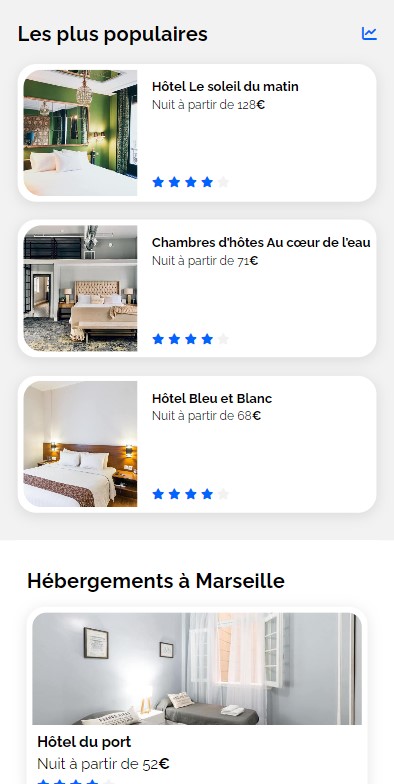 Les plus populaires
Hôtel Le soleil du matin
Nuit à partir de 128€
Chambres d'hôtes Au cœur de l'eau
Nuit à partir de 71€
Hôtel Bleu et Blanc
Nuit à partir de 68€
Hébergements à Marseille
Hôtel du port
Nuit à partir de 52€